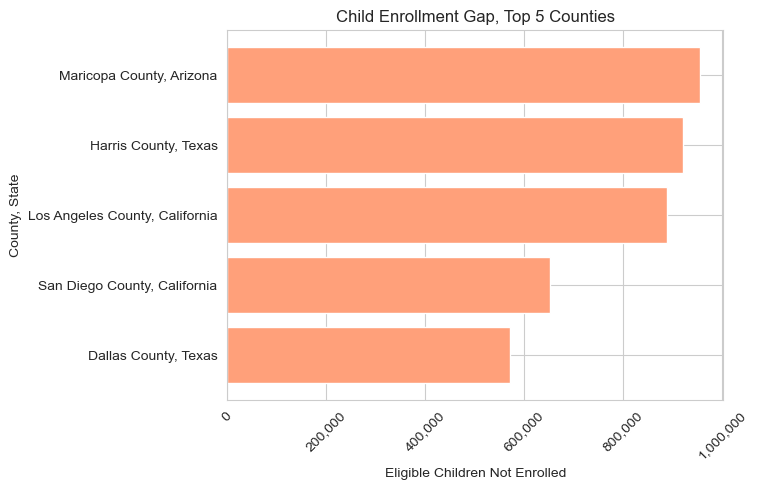 Child Enrollment Gap, Top 5 Counties
County, State
Maricopa County, Arizona
Harris County, Texas
Los Angeles County, California
San Diego County, California
Dallas County, Texas
0
200,000
400,000
600,000
800,000
1,000,000
Eligible Children Not Enrolled